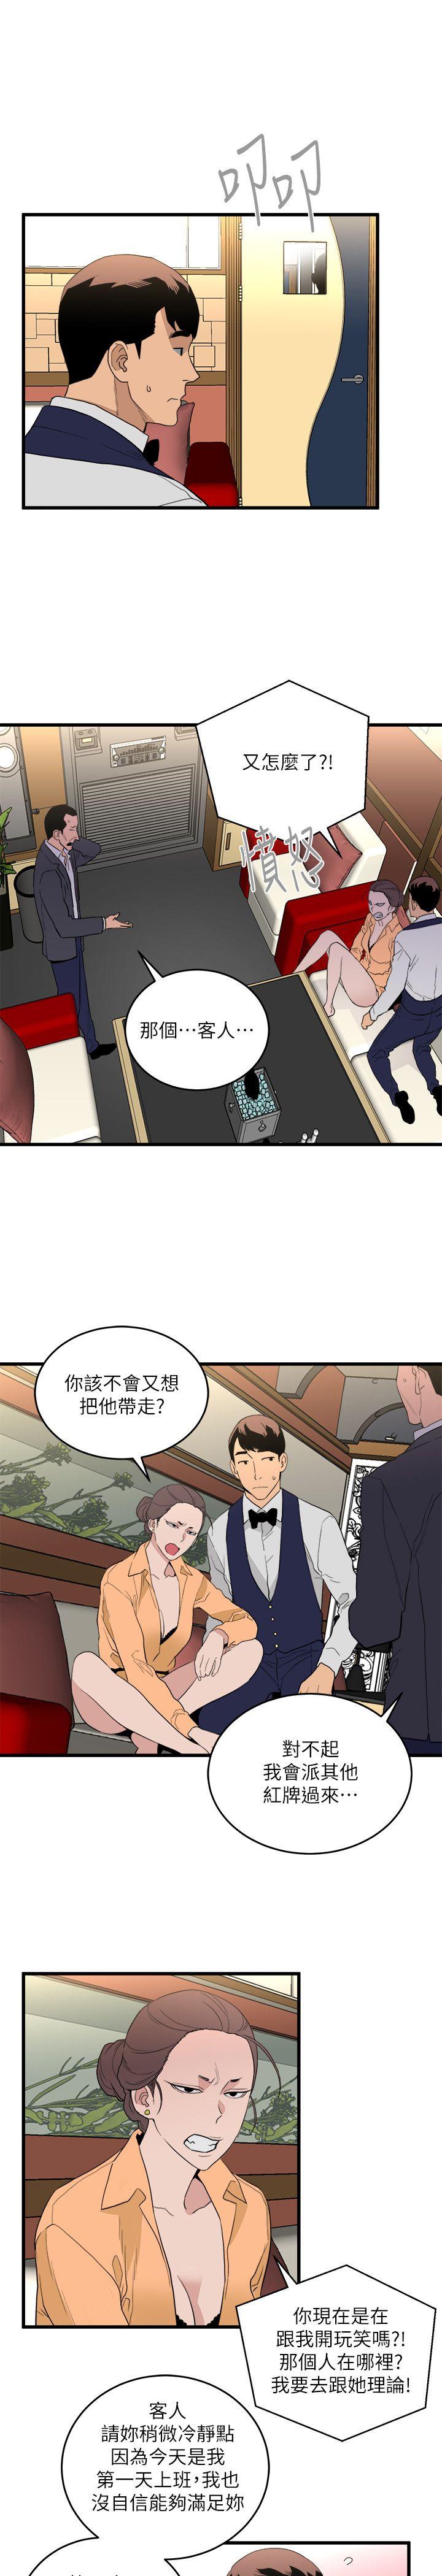 叩叩
又怎麼了?!
憤怒
那個⋯客人⋯
你該不會又想
把他帶走?
對不起
我會派其他
紅牌過來⋯
你現在是在
跟我開玩笑嗎?!
那個人在哪裡?
我要去跟她理論!
客人
請妳稍微冷靜點
因為今天是我
第一天上班,我也
沒自信能夠滿足妳